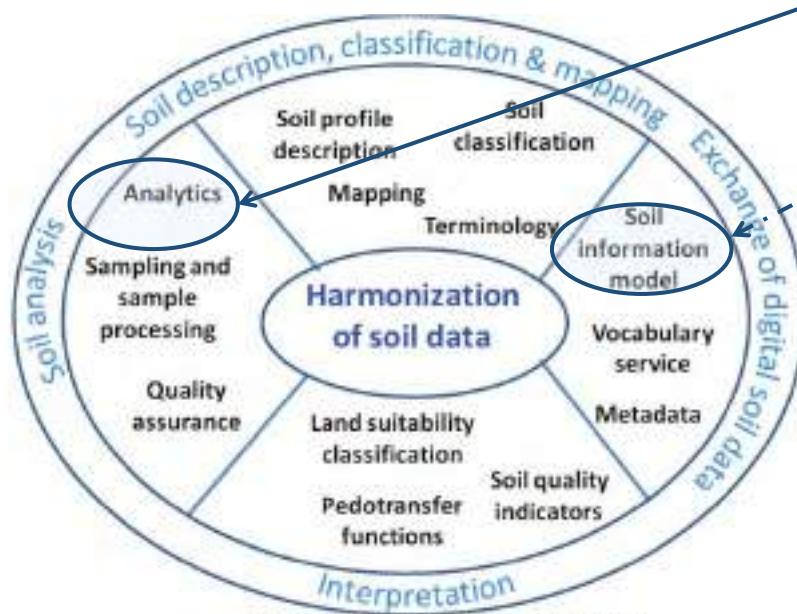 Soil description, classification & mapping
Soil profile
description
Soil
classification
Mapping
Terminology
Exchange of digital soil data
Soil
information
model
Vocabulary
service
Metadata
Interpretation
Land suitability
classification
Soil quality
indicators
Pedotransfer
functions
Soil analysis
Analytics
Sampling and
sample
processing
Quality
assurance
Harmonization
of soil data